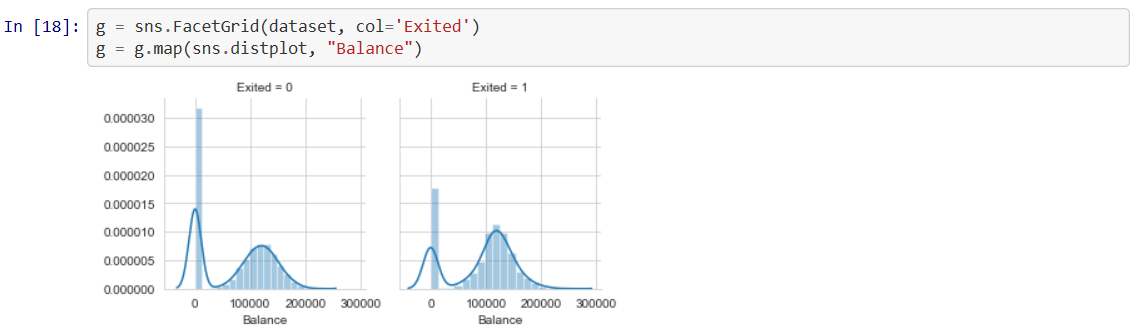 In [18]: g = sns.FacetGrid(dataset, col='Exited')
g = g.map(sns.distplot, "Balance")
Exited = 0 Exited = 1
0.000030
0.000025
0.000020
0.000015
0.000010
0.000005
0.000000
0 100000 200000 300000 0 100000 200000 300000
Balance Balance